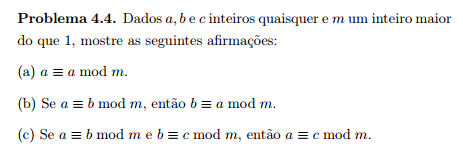 Problema 4.4. Dados a, b e c inteiros quaisquer e m um inteiro maior
do que 1, mostre as seguintes afirmações:
(a) a ≡ a mod m.
(b) Se a ≡ b mod m, então b ≡ a mod m.
(c) Se a ≡ b mod m e b ≡ c mod m, então a ≡ c mod m.